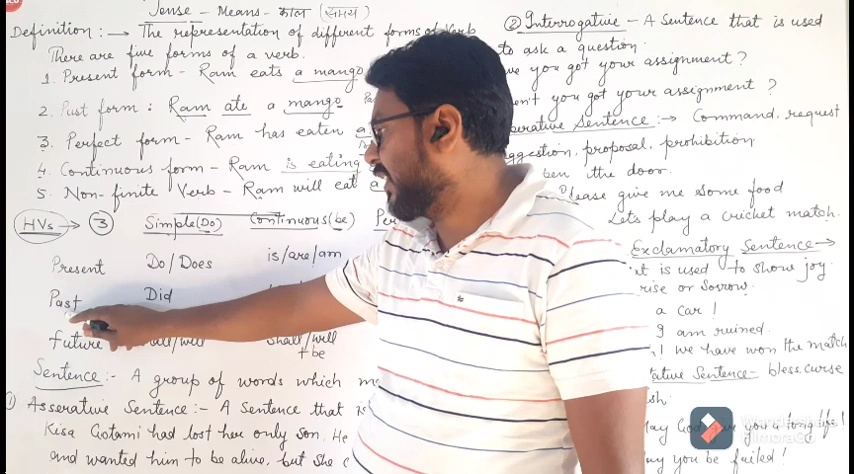 Tense - Means - काल (समय)
Definition: → The representation of different forms of Verb
There are five forms of a verb.
1. Present form - Ram eats a mango
2. Past form: Ram ate a mango
3. Perfect form - Ram has eaten a
4. Continuous form - Ram is eating
5. Non-finite Verb - Ram will eat a
HVs → ③ Simple (Do) Continuous (be) Per
Present Do/Does is/are/am
Past Did
Future shall/will
+ be
Sentence:- A group of words which
① Asserative Sentence:- A Sentence that is
Kisa Gotami had lost her only son. He
and wanted him to be alive. but she
② Interrogative - A Sentence that is used
to ask a question.
you got your assignment?
you got your assignment?
Sentence:→ Command, request
proposal, prohibition
the door.
Please give me some food
Lets play a cricket match.
Exclamatory Sentence→
is used to show joy
or Sorrow.
a car!
I am ruined.
! We have won the match
Sentence- bless, curse
you a long life!
you be failed!